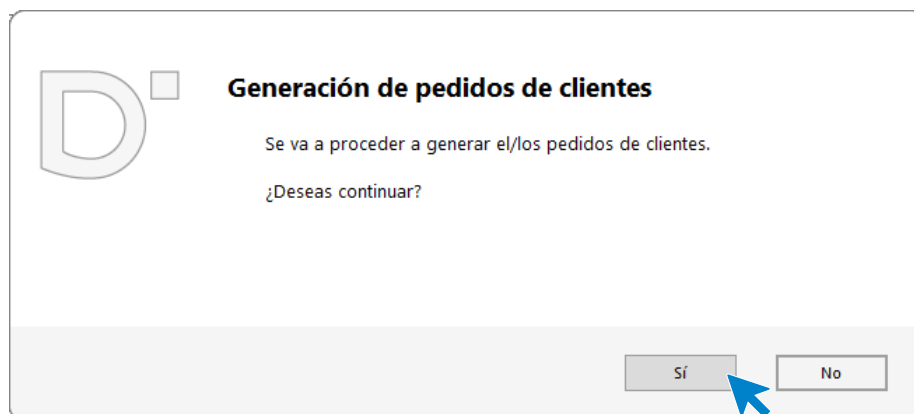 Generación de pedidos de clientes
Se va a proceder a generar el/los pedidos de clientes.
¿Deseas continuar?
Sí
No